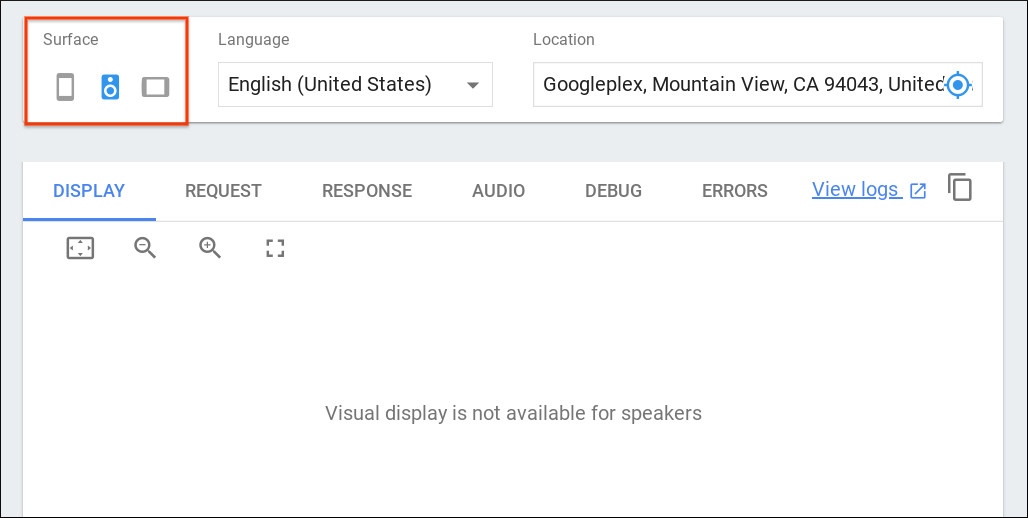 Surface
Language
Location
English (United States)
Googleplex, Mountain View, CA 94043, United
DISPLAY
REQUEST
RESPONSE
AUDIO
DEBUG
ERRORS
View logs
Visual display is not available for speakers